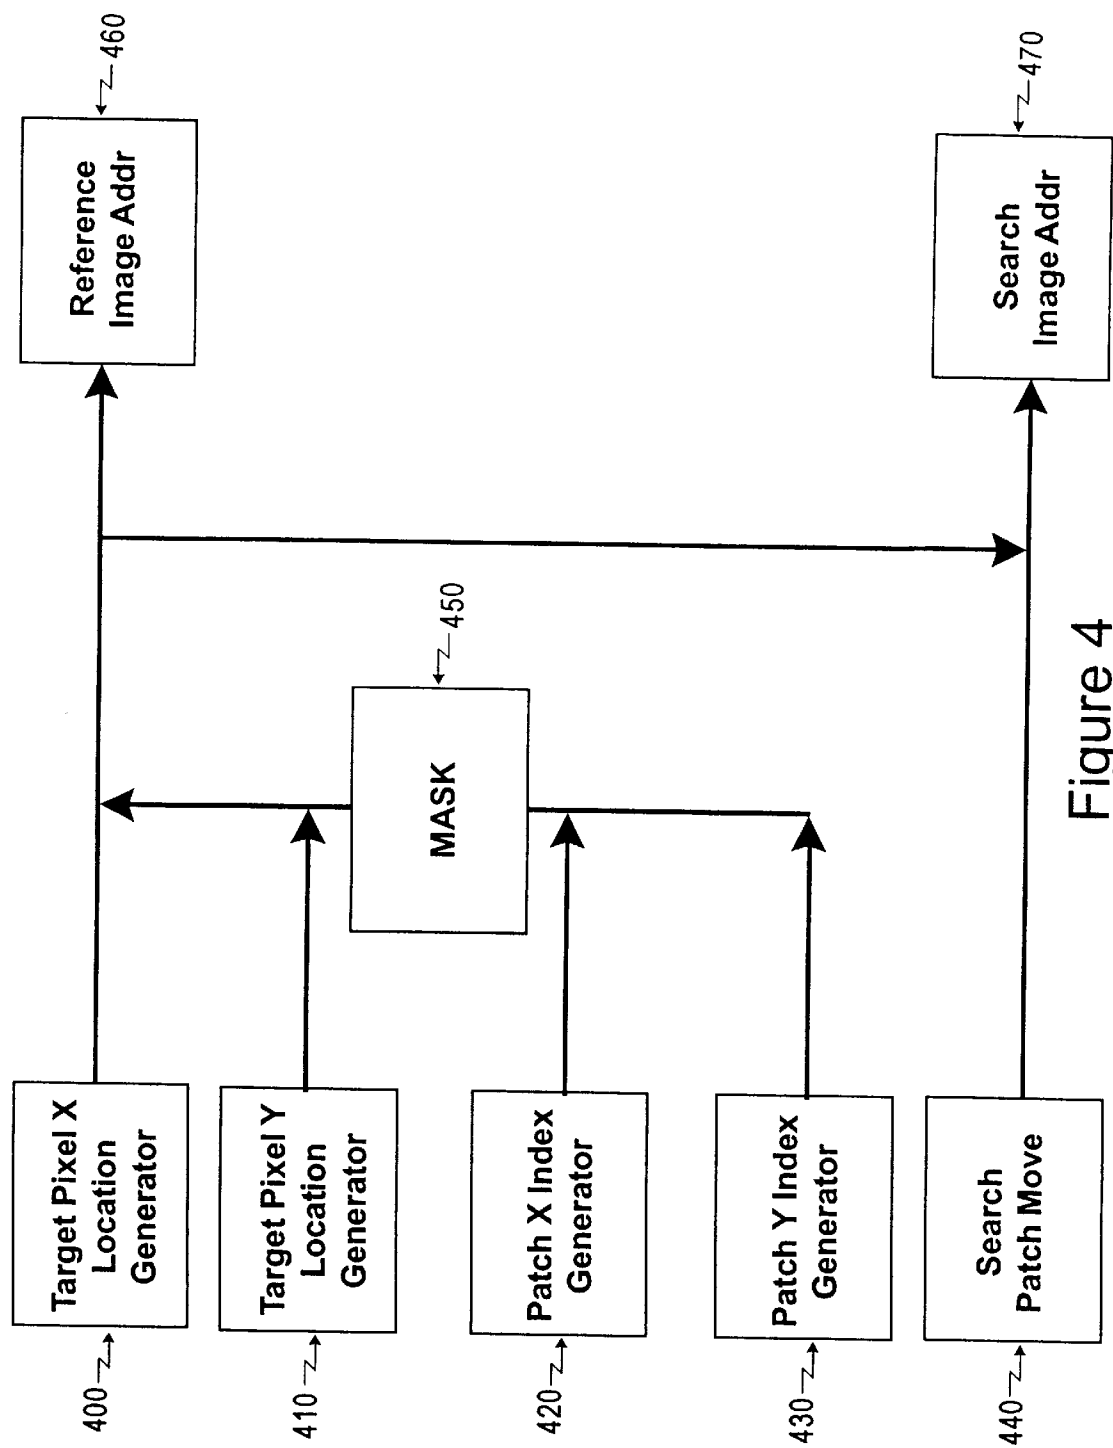 400
Target Pixel X
Location
Generator
410
Target Pixel Y
Location
Generator
420
Patch X Index
Generator
430
Patch Y Index
Generator
440
Search
Patch Move
MASK
450
Reference
Image Addr
460
Search
Image Addr
470
Figure 4